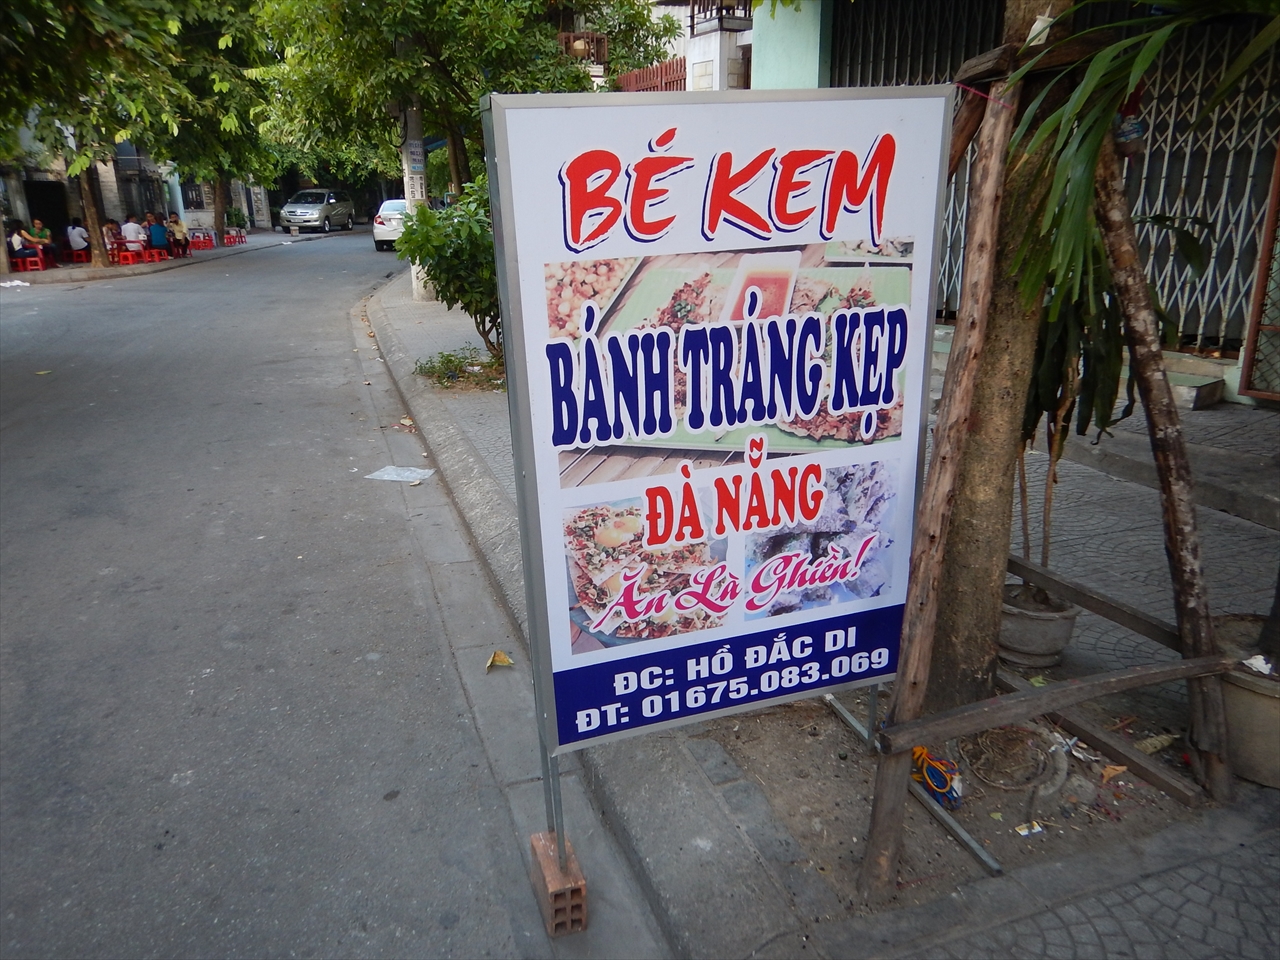 BÉ KEM
BÁNH TRÁNG KẸP
ĐÀ NẴNG
Ăn Là Ghiền!
ĐC: HỒ ĐẮC DI
ĐT: 01675.083.069